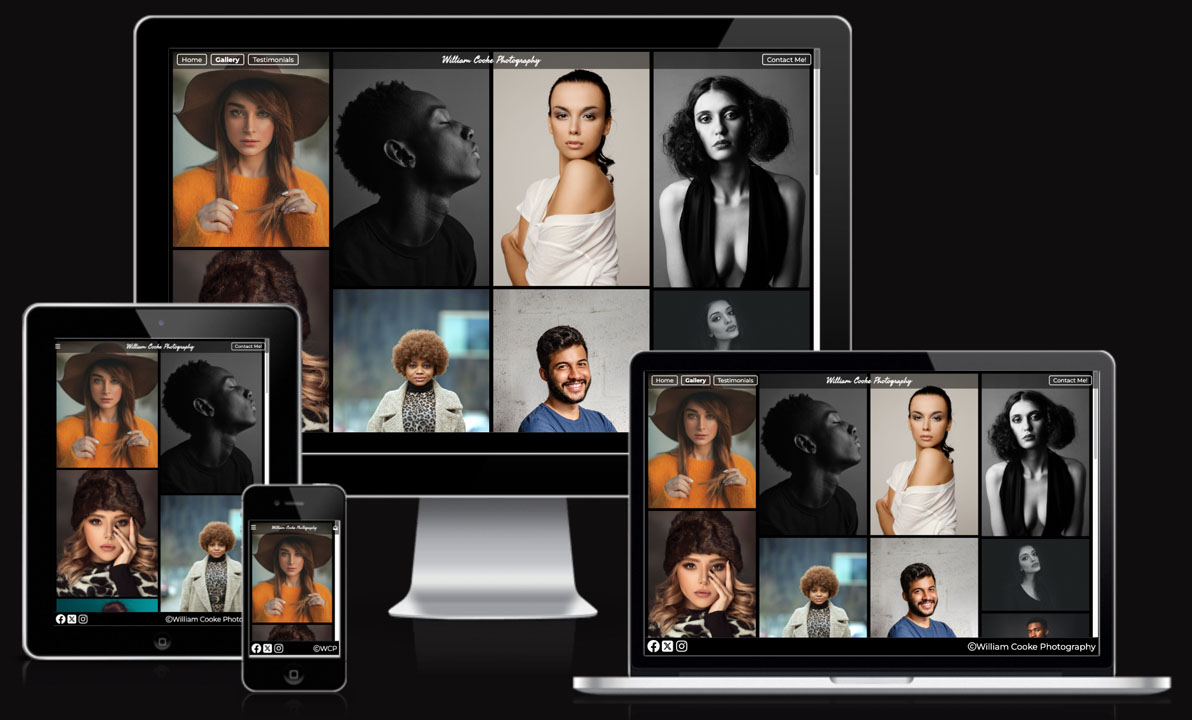 Home Gallery Testimonials William Cooke Photography Contact Me!
William Cooke Photography Contact Me!
Home Gallery Testimonials William Cooke Photography Contact Me!
William Cooke Photography
©William Cooke Photo
©WCP
©William Cooke Photography